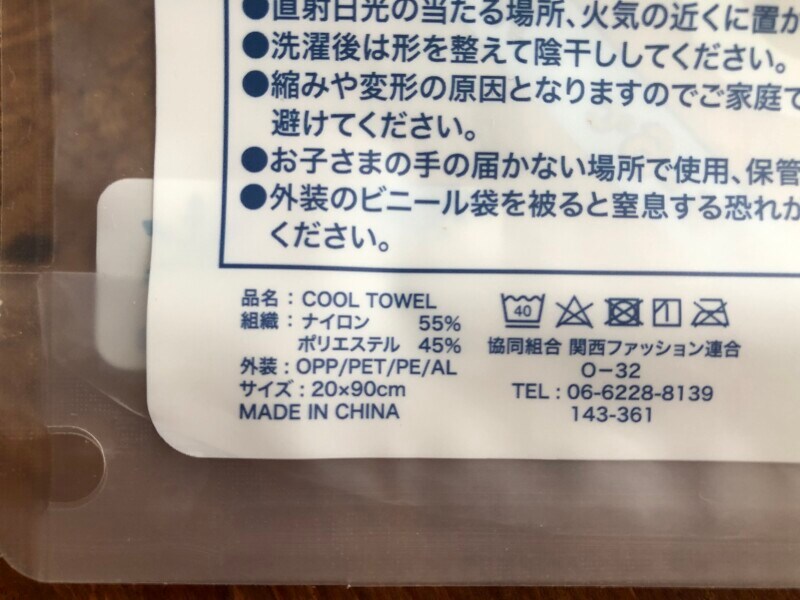 ●直射日光の当たる場所、火気の近くに置か
●洗濯後は形を整えて陰干ししてください。
●縮みや変形の原因となりますのでご家庭で
避けてください。
●お子さまの手の届かない場所で使用、保管
●外装のビニール袋を被ると窒息する恐れが
ください。
品名：COOL TOWEL
組織：ナイロン 55%
ポリエステル 45%
外装：OPP/PET/PE/AL
サイズ：20×90cm
MADE IN CHINA
40
協同組合 関西ファッション連合
O-32
TEL：06-6228-8139
143-361